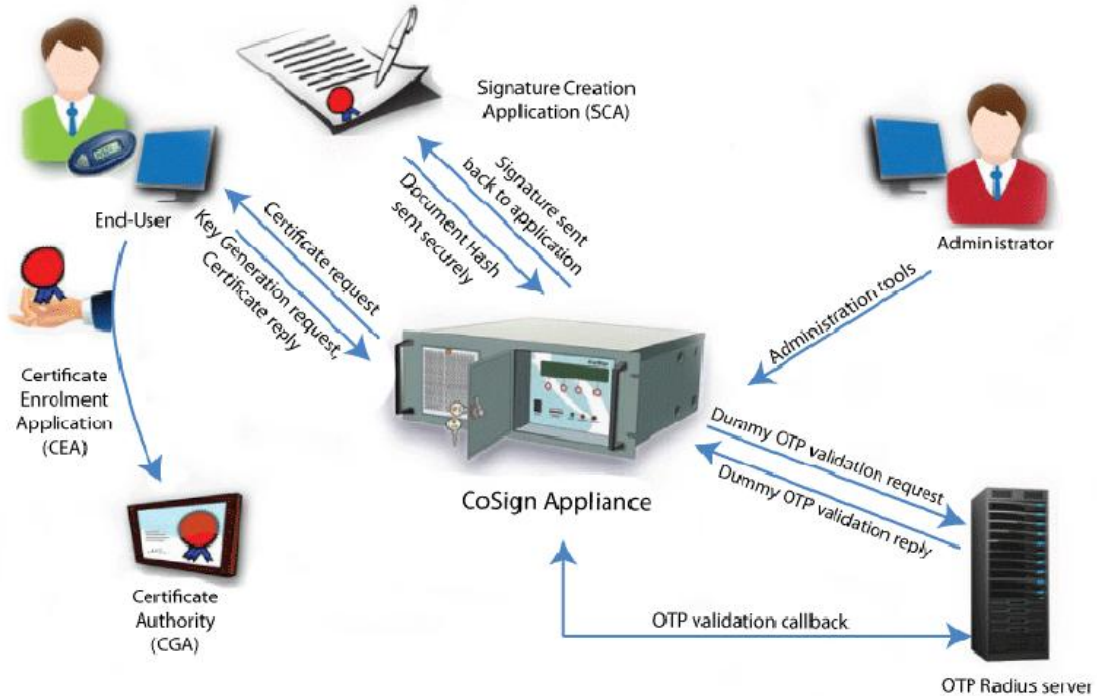 Signature Creation
Application (SCA)
End-User
Administrator
Certificate request
Key Generation request,
Certificate reply
Signature sent
back to application
Document Hash
sent securely
Administration tools
Certificate
Enrolment
Application
(CEA)
CoSign Appliance
Dummy OTP validation request
Dummy OTP validation reply
Certificate
Authority
(CGA)
OTP validation callback
OTP Radius server